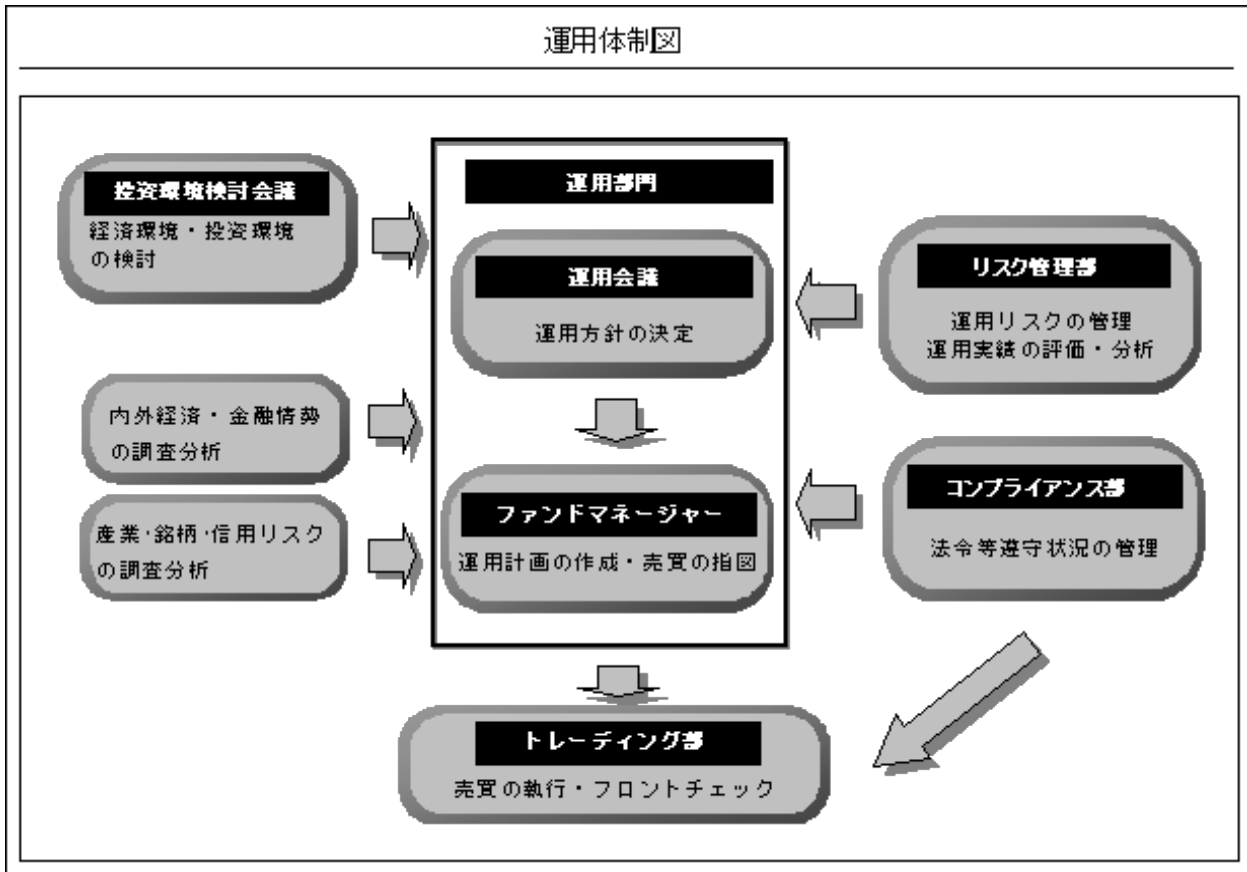 運用体制図
投資環境検討会議
経済環境・投資環境
の検討
内外経済・金融情勢
の調査分析
産業・銘柄・信用リスク
の調査分析
運用部門
運用会議
運用方針の決定
ファンドマネージャー
運用計画の作成・売買の指図
トレーディング部
売買の執行・フロントチェック
リスク管理部
運用リスクの管理
運用実績の評価・分析
コンプライアンス部
法令等遵守状況の管理